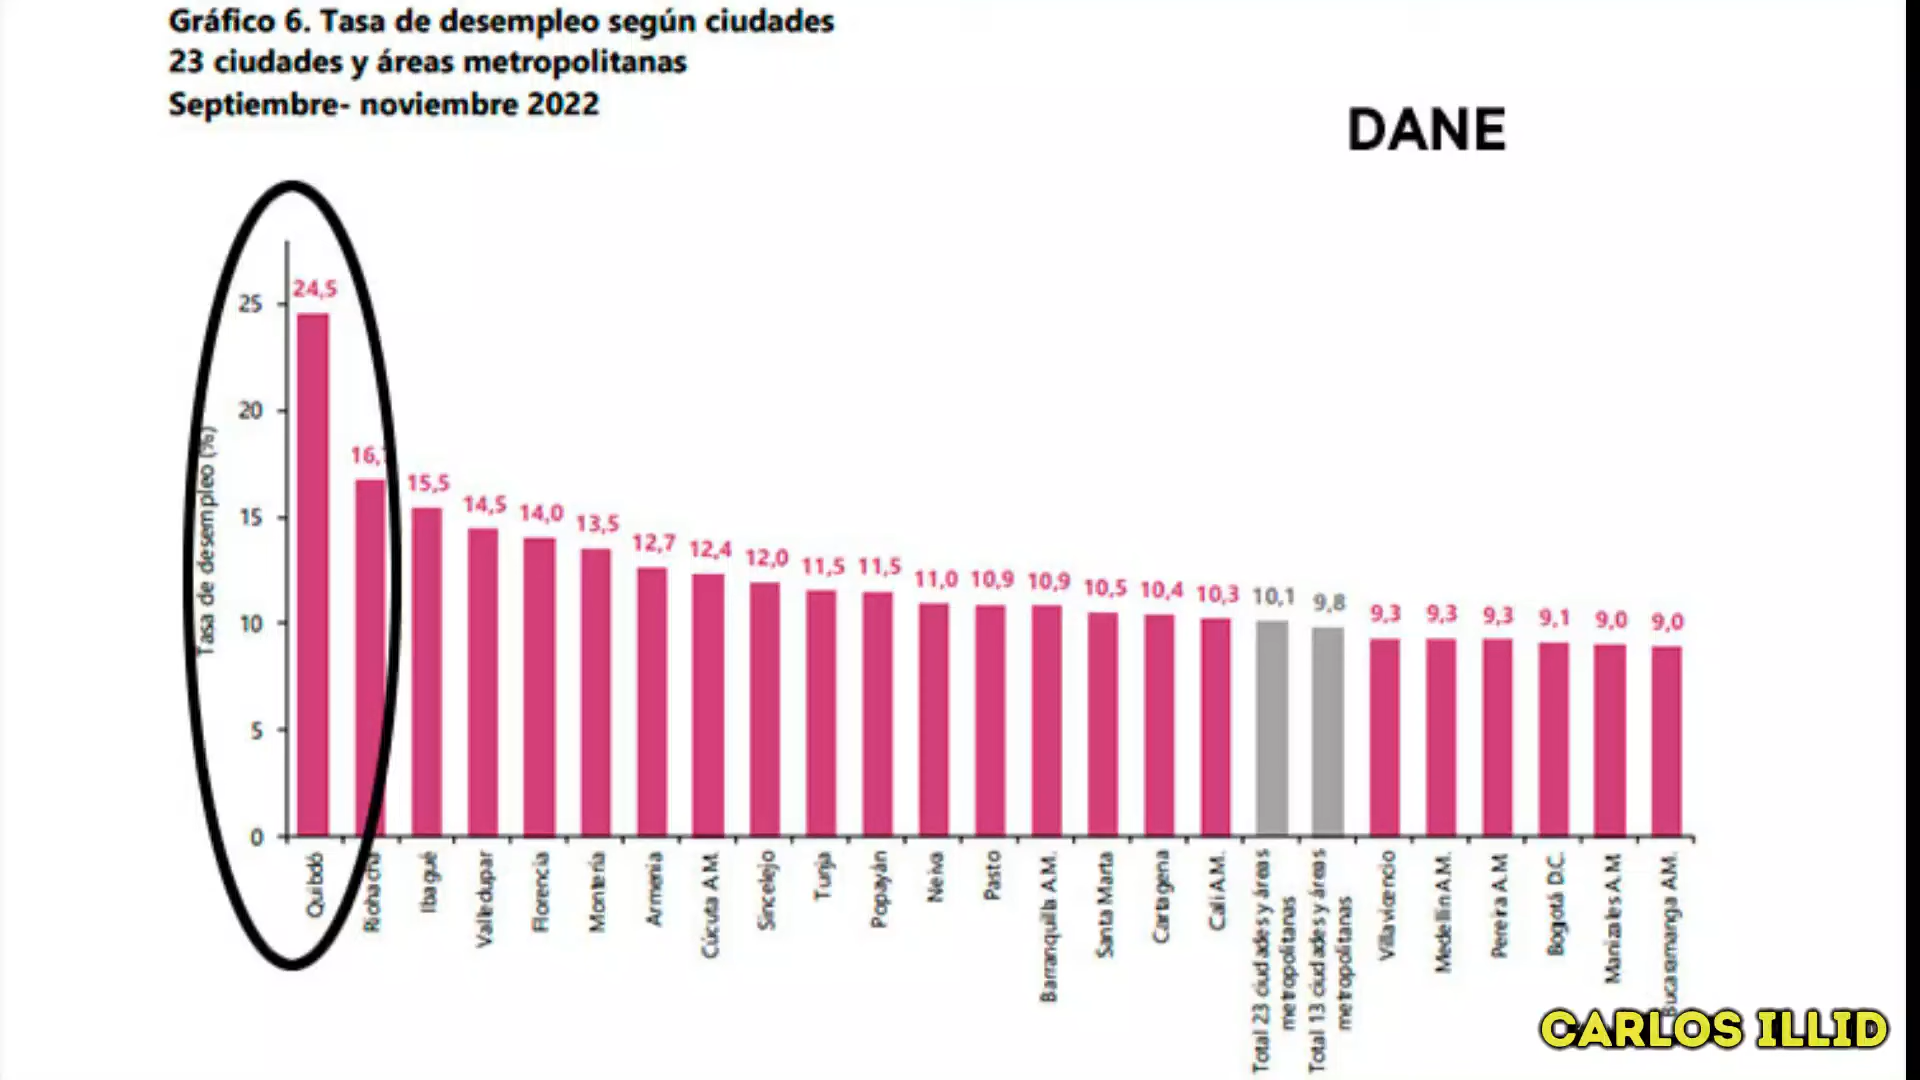 Gráfico 6. Tasa de desempleo según ciudades
23 ciudades y áreas metropolitanas
Septiembre- noviembre 2022
DANE
Tasa de desempleo (%)
25
20
15
10
5
0
24,5
15,5
14,5
14,0
13,5
12,7
12,4
12,0
11,5
11,5
11,0
10,9
10,9
10,5
10,4
10,3
10,1
9,8
9,3
9,3
9,3
9,1
9,0
9,0
Quibdó
Riohacha
Ibagué
Valledupar
Florencia
Montería
Armenia
Cúcuta A.M.
Sincelejo
Tunja
Popayán
Neiva
Pasto
Barranquilla A.M.
Santa Marta
Cartagena
Cali A.M.
Total 23 ciudades y áreas
metropolitanas
Total 13 ciudades y áreas
metropolitanas
Villavicencio
Medellín A.M.
Pereira A.M
Bogotá D.C.
Manizales A.M
Bucaramanga A.M.
CARLOS ILLID